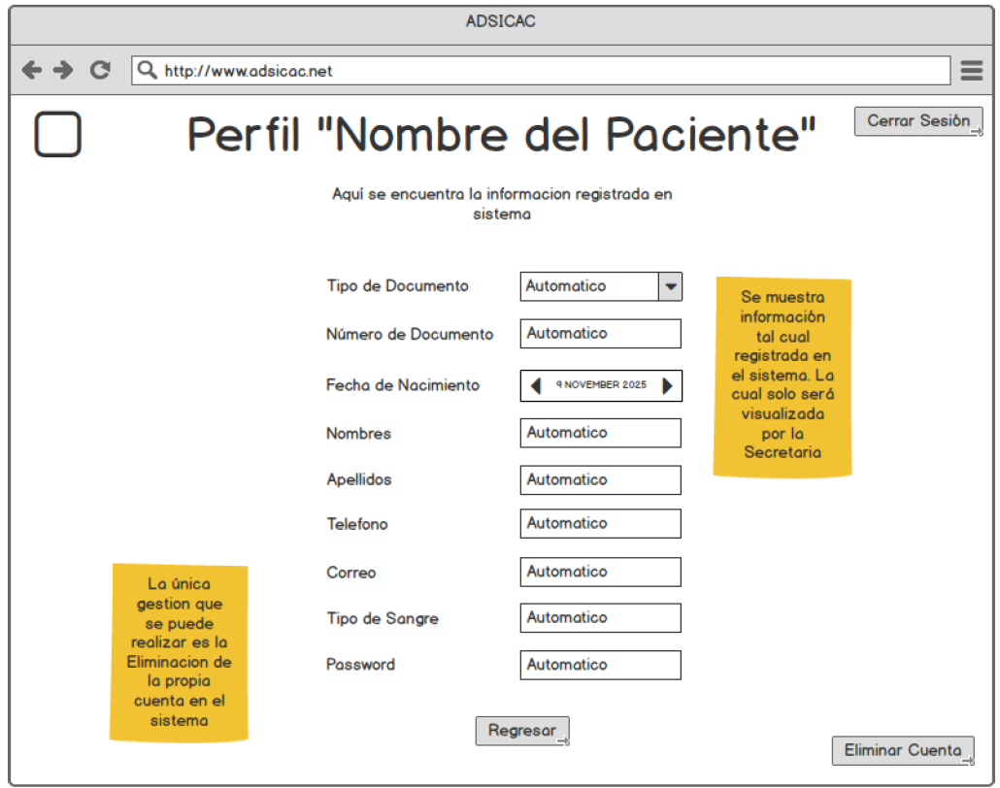 ADSICAC
http://www.adsicac.net
Perfil "Nombre del Paciente"
Cerrar Sesión
Aquí se encuentra la informacion registrada en
sistema
Tipo de Documento
Automatico
Número de Documento
Automatico
Fecha de Nacimiento
9 NOVEMBER 2025
Nombres
Automatico
Apellidos
Automatico
Telefono
Automatico
Correo
Automatico
Tipo de Sangre
Automatico
Password
Automatico
Se muestra
información
tal cual
registrada en
el sistema. La
cual solo será
visualizada
por la
Secretaria
La única
gestion que
se puede
realizar es la
Eliminacion de
la propia
cuenta en el
sistema
Regresar
Eliminar Cuenta